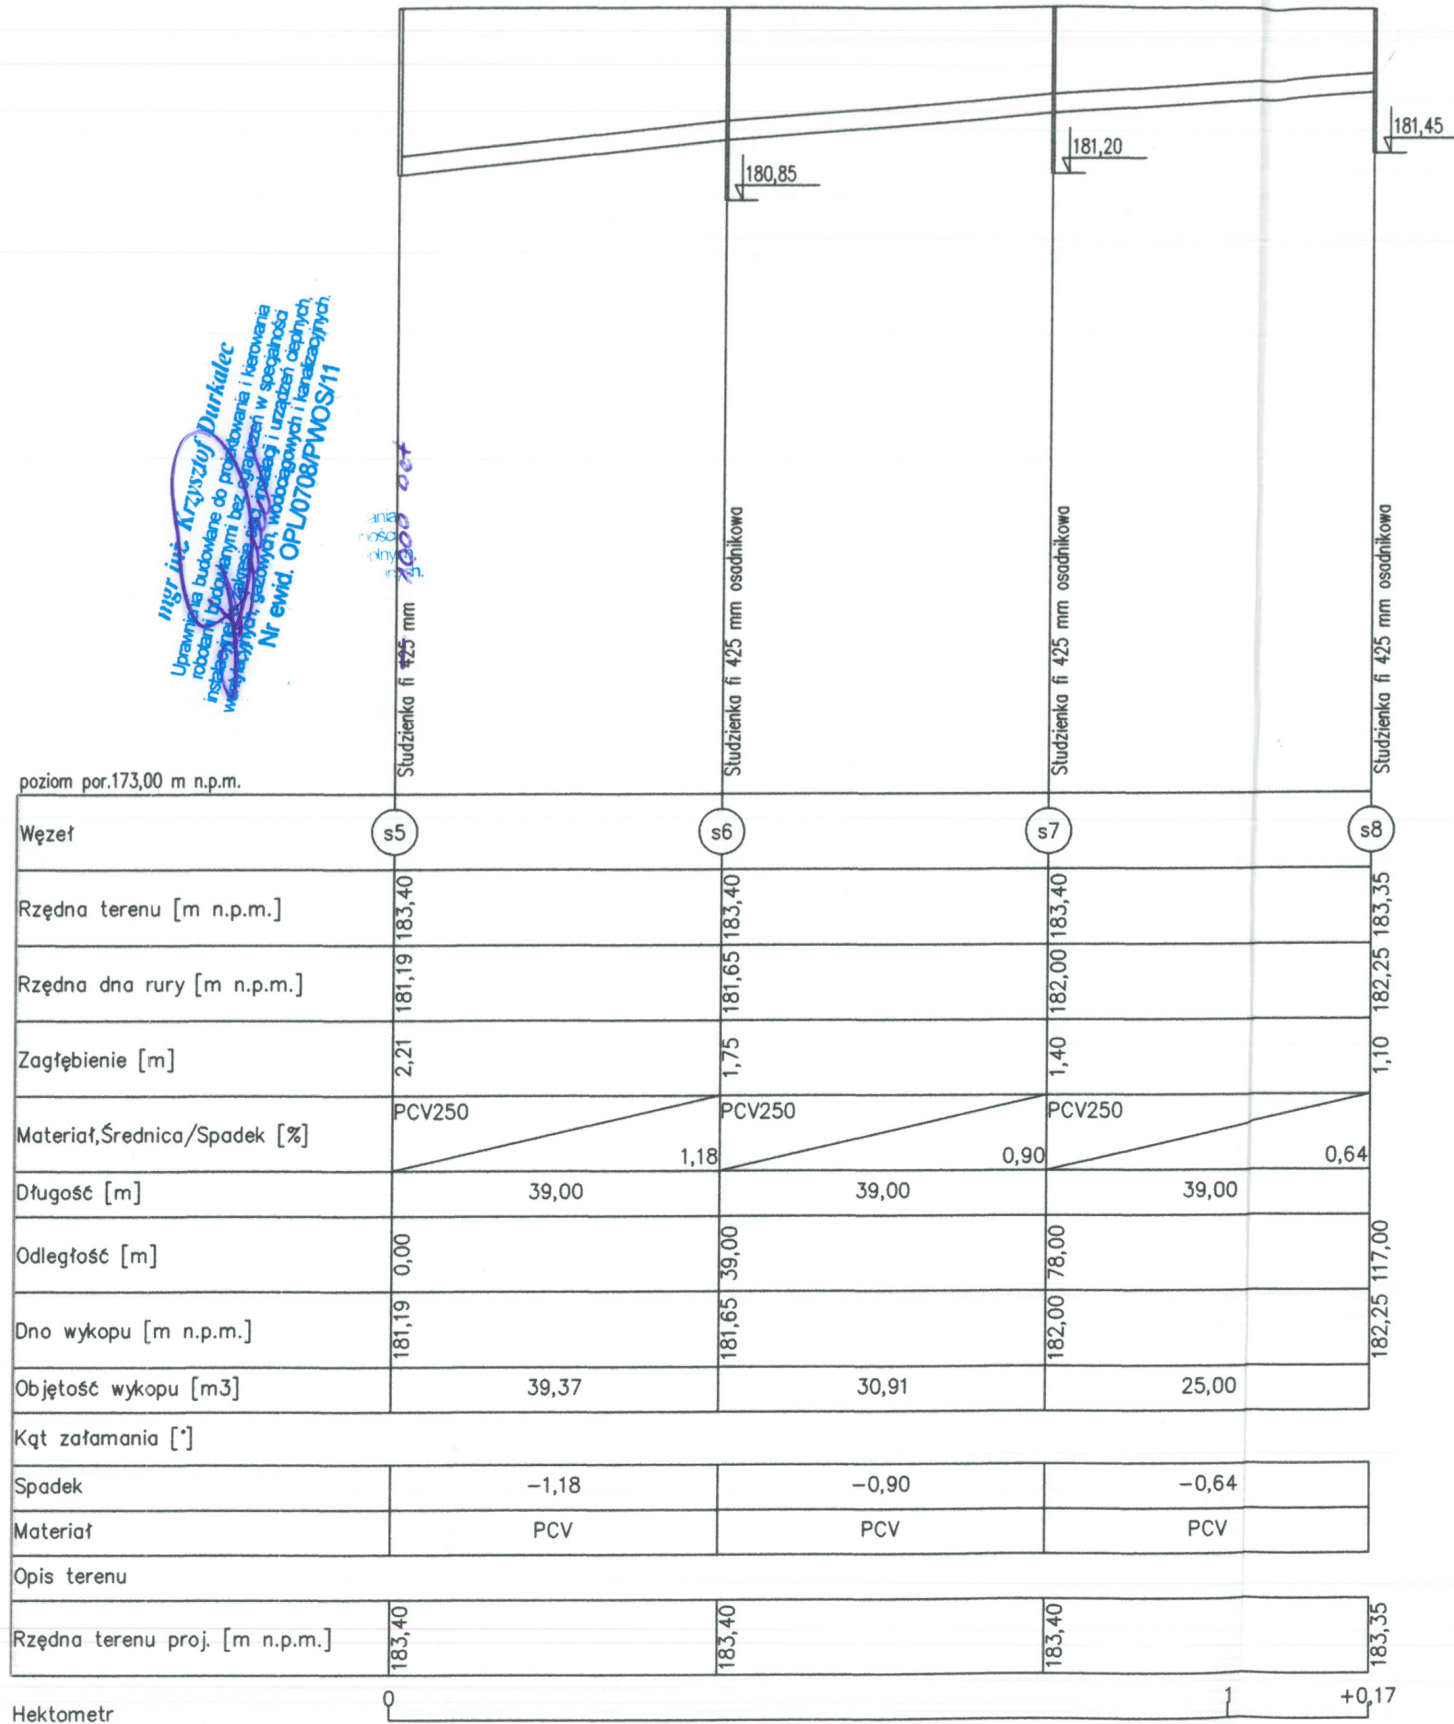 181,45
181,20
180,85
mgr inż Krzysztof Durkalec
Uprawnienia budowlane do projektowania i kierowania
robotami budowlanymi bez ograniczeń w specjalności
instalacyjnej w zakresie sieci, instalacji i urządzeń cieplnych,
wentylacyjnych, gazowych, wodociągowych i kanalizacyjnych.
Nr ewid. OPL/0708/PWOS/11
Studzienka fi 425 mm 1000 bet
Studzienka fi 425 mm osadnikowa
Studzienka fi 425 mm osadnikowa
Studzienka fi 425 mm osadnikowa
poziom por.173,00 m n.p.m.
Węzeł s5 s6 s7 s8
Rzędna terenu [m n.p.m.] 183,40 183,40 183,40 183,35
Rzędna dna rury [m n.p.m.] 181,19 181,65 182,00 182,25
Zagłębienie [m] 2,21 1,75 1,40 1,10
Materiał,Średnica/Spadek [%] PCV250 1,18 PCV250 0,90 PCV250 0,64
Długość [m] 39,00 39,00 39,00
Odległość [m] 0,00 39,00 78,00 117,00
Dno wykopu [m n.p.m.] 181,19 181,65 182,00 182,25
Objętość wykopu [m3] 39,37 30,91 25,00
Kąt załamania [°]
Spadek -1,18 -0,90 -0,64
Materiał PCV PCV PCV
Opis terenu
Rzędna terenu proj. [m n.p.m.] 183,40 183,40 183,40 183,35
Hektometr 0 1 +0,17